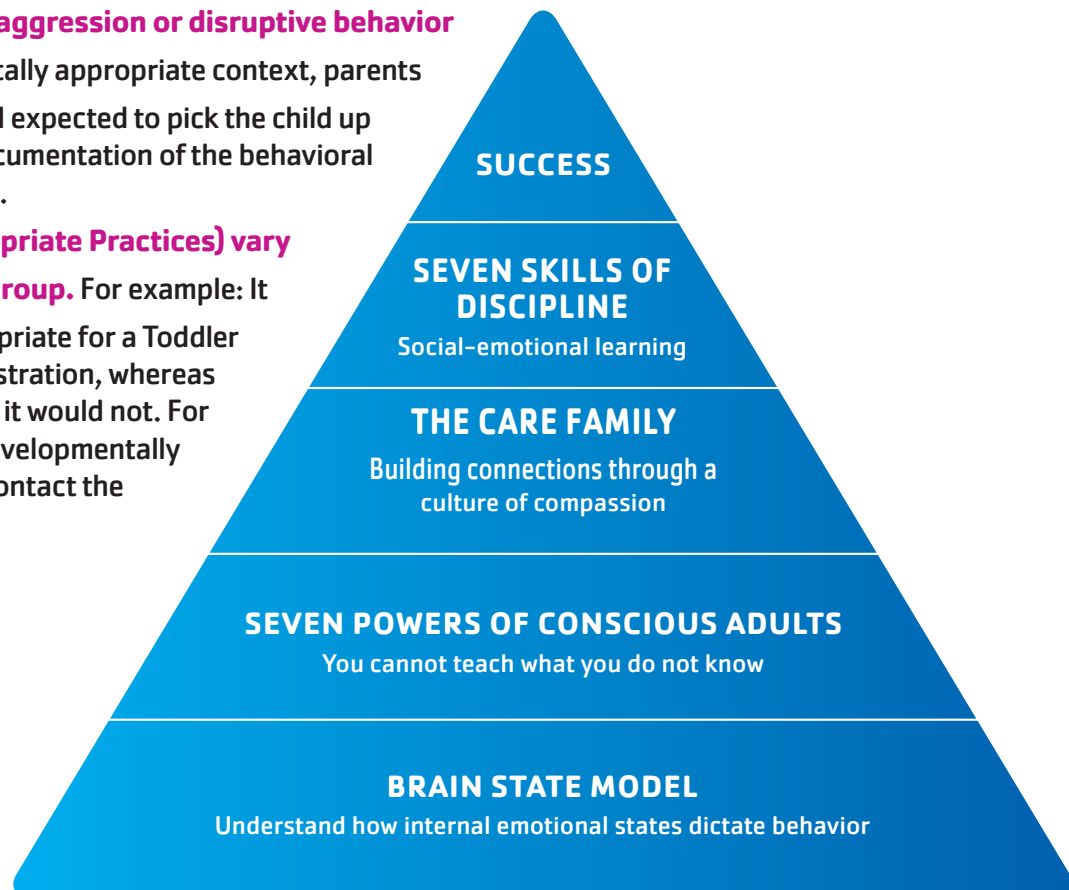 aggression or disruptive behavior
tally appropriate context, parents
expected to pick the child up
cumentation of the behavioral
.
priate Practices) vary
roup. For example: It
priate for a Toddler
stration, whereas
it would not. For
velopmentally
ontact the
SUCCESS
SEVEN SKILLS OF
DISCIPLINE
Social-emotional learning
THE CARE FAMILY
Building connections through a
culture of compassion
SEVEN POWERS OF CONSCIOUS ADULTS
You cannot teach what you do not know
BRAIN STATE MODEL
Understand how internal emotional states dictate behavior